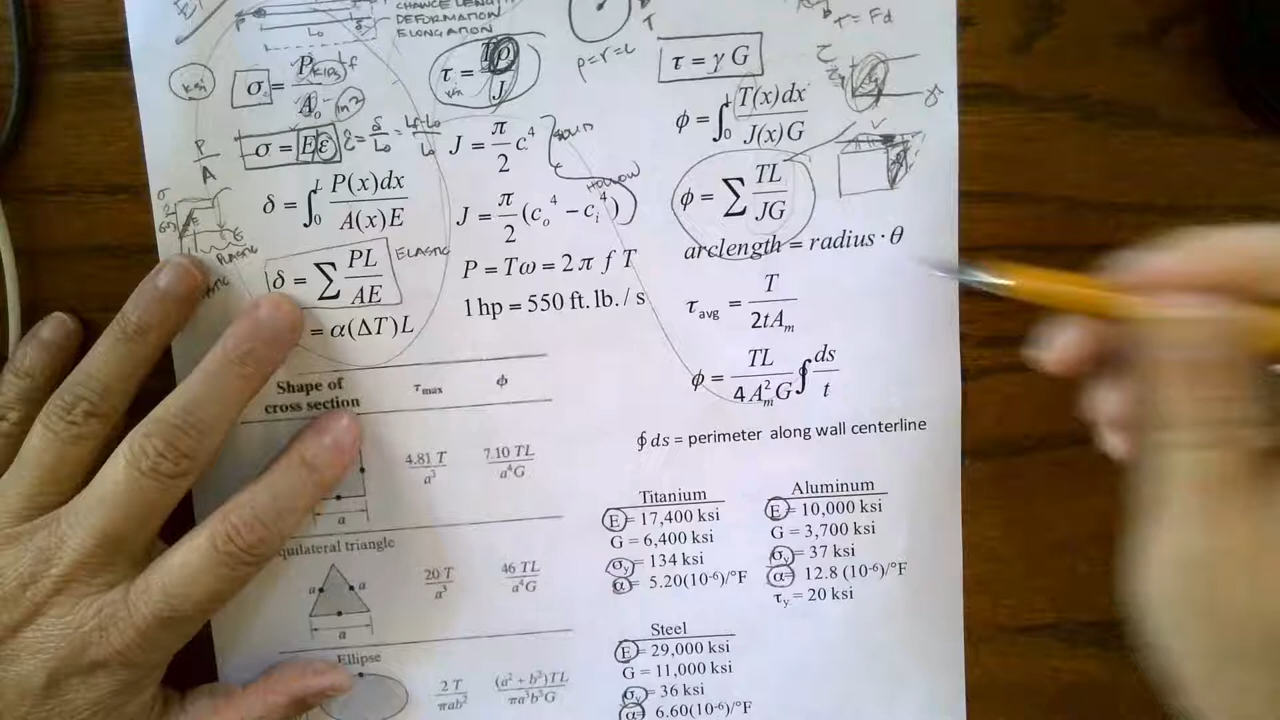 CHANGE LENGTH
DEFORMATION
ELONGATION
P
L₀
δ
T
τ = Fd
ksi
σ = P kips / A₀ in²
τ = Tρ / J
ρ=r=c
τ = γ G
σ = Eε
ε = δ/L₀ = Lf-L₀ / L₀
P/A
J = π/2 c⁴
SOLID
φ = ∫₀ᴸ T(x)dx / J(x)G
V
δ = ∫₀ᴸ P(x)dx / A(x)E
HOLLOW
J = π/2 (cₒ⁴ − cᵢ⁴)
φ = ∑ TL / JG
σ
E
ε
PLASTIC
δ = ∑ PL / AE
ELASTIC
P = Tω = 2π f T
arclength = radius · θ
= α(ΔT)L
1 hp = 550 ft. lb. / s
τavg = T / 2tAm
φ = TL / 4Am²G ∮ ds / t
∮ ds = perimeter along wall centerline
Shape of cross section
τmax
φ
4.81 T / a³
7.10 TL / a⁴G
a
quilateral triangle
a
a
a
20 T / a³
46 TL / a⁴G
Ellipse
2 T / πab²
(a² + b²)TL / πa³b³G
Titanium
E = 17,400 ksi
G = 6,400 ksi
σy = 134 ksi
α = 5.20(10⁻⁶)/°F
Aluminum
E = 10,000 ksi
G = 3,700 ksi
σy = 37 ksi
α = 12.8 (10⁻⁶)/°F
τy = 20 ksi
Steel
E = 29,000 ksi
G = 11,000 ksi
σy = 36 ksi
α = 6.60(10⁻⁶)/°F